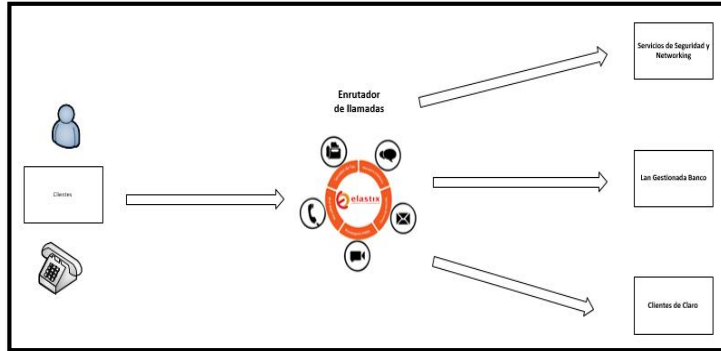 Servicios de Seguridad y
Networking
Enrutador
de llamadas
Clientes
elastix
Lan Gestionada Banco
Clientes de Claro